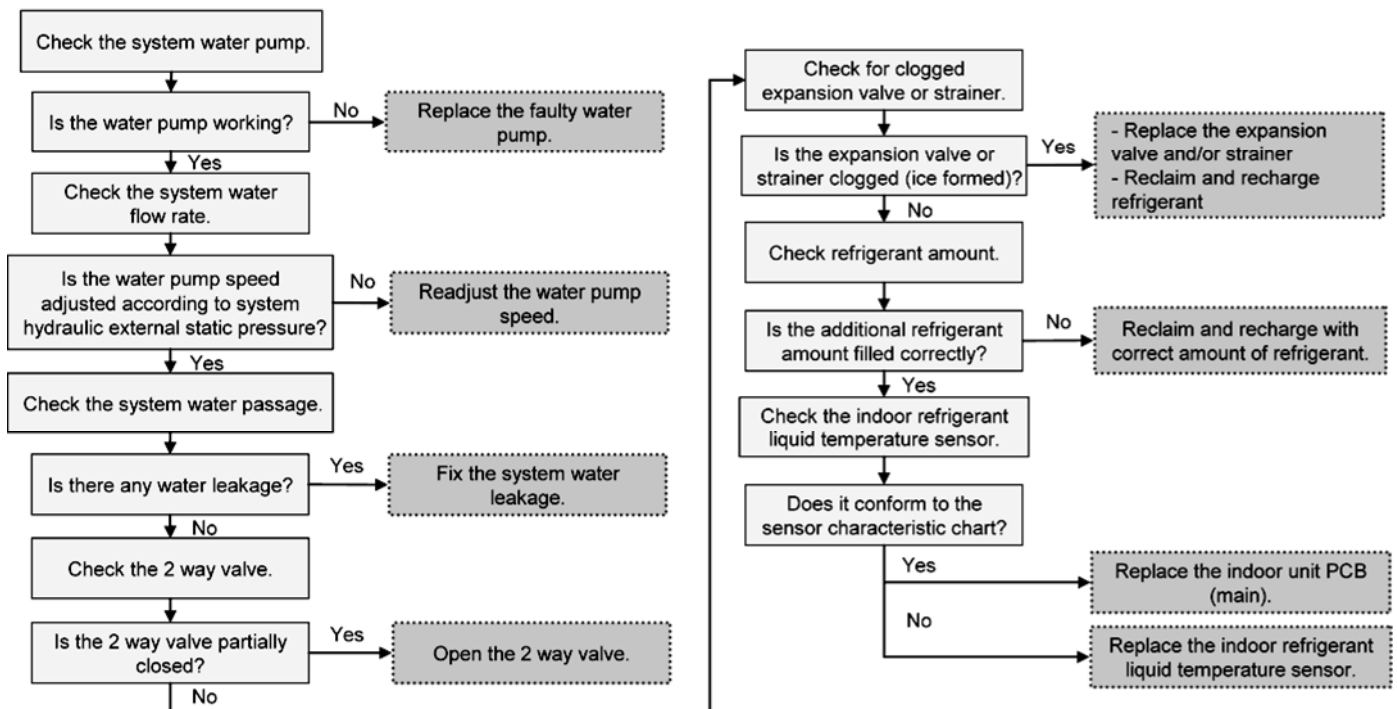 Check the system water pump.
Is the water pump working?
No
Replace the faulty water
pump.
Yes
Check the system water
flow rate.
Is the water pump speed
adjusted according to system
hydraulic external static pressure?
No
Readjust the water pump
speed.
Yes
Check the system water passage.
Is there any water leakage?
Yes
Fix the system water
leakage.
No
Check the 2 way valve.
Is the 2 way valve partially
closed?
Yes
Open the 2 way valve.
No
Check for clogged
expansion valve or strainer.
Is the expansion valve or
strainer clogged (ice formed)?
Yes
- Replace the expansion
valve and/or strainer
- Reclaim and recharge
refrigerant
No
Check refrigerant amount.
Is the additional refrigerant
amount filled correctly?
No
Reclaim and recharge with
correct amount of refrigerant.
Yes
Check the indoor refrigerant
liquid temperature sensor.
Does it conform to the
sensor characteristic chart?
Yes
Replace the indoor unit PCB
(main).
No
Replace the indoor refrigerant
liquid temperature sensor.